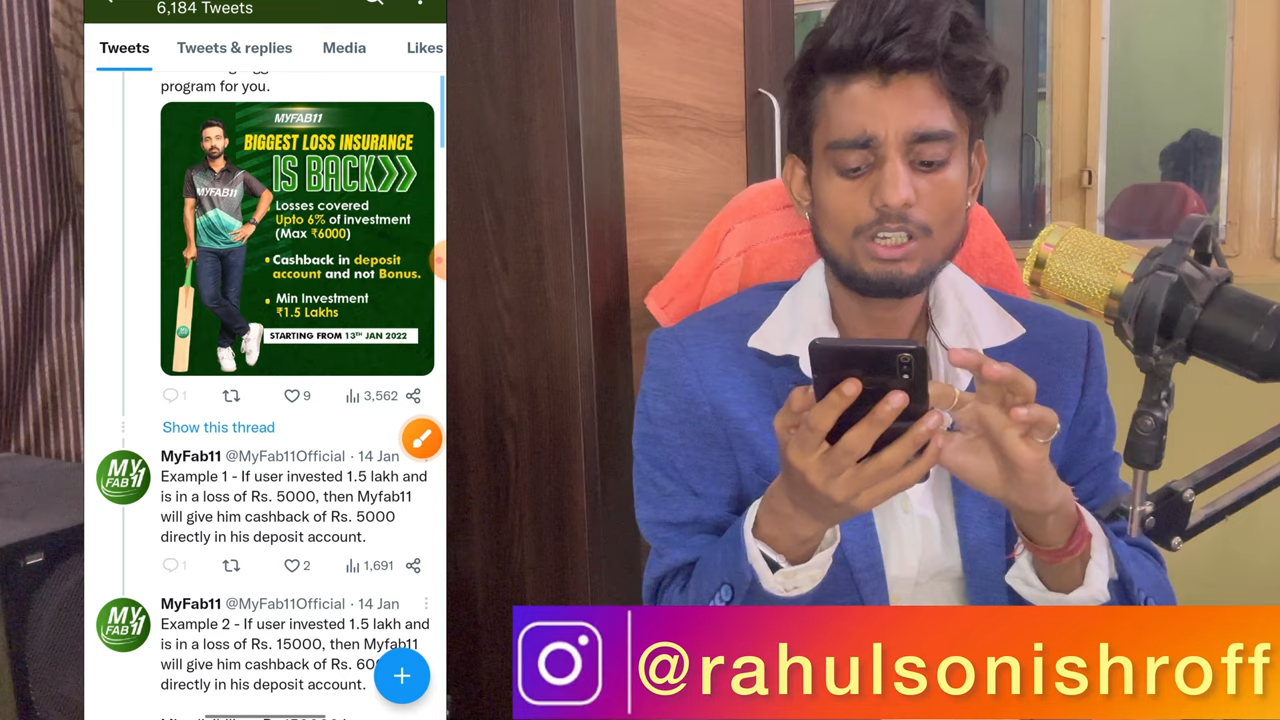 6,184 Tweets
Tweets Tweets & replies Media Likes
program for you.
MYFAB11
BIGGEST LOSS INSURANCE
IS BACK
MYFAB11
Losses covered
Upto 6% of investment
(Max ₹6000)
• Cashback in deposit
account and not Bonus.
• Min Investment
₹1.5 Lakhs
STARTING FROM 13TH JAN 2022
1 9 3,562
Show this thread
MY
FAB11
MyFab11 @MyFab11Official · 14 Jan
Example 1 - If user invested 1.5 lakh and
is in a loss of Rs. 5000, then Myfab11
will give him cashback of Rs. 5000
directly in his deposit account.
1 2 1,691
MY
FAB11
MyFab11 @MyFab11Official · 14 Jan
Example 2 - If user invested 1.5 lakh and
is in a loss of Rs. 15000, then Myfab11
will give him cashback of Rs.
directly in his deposit account.
@rahulsonishroff